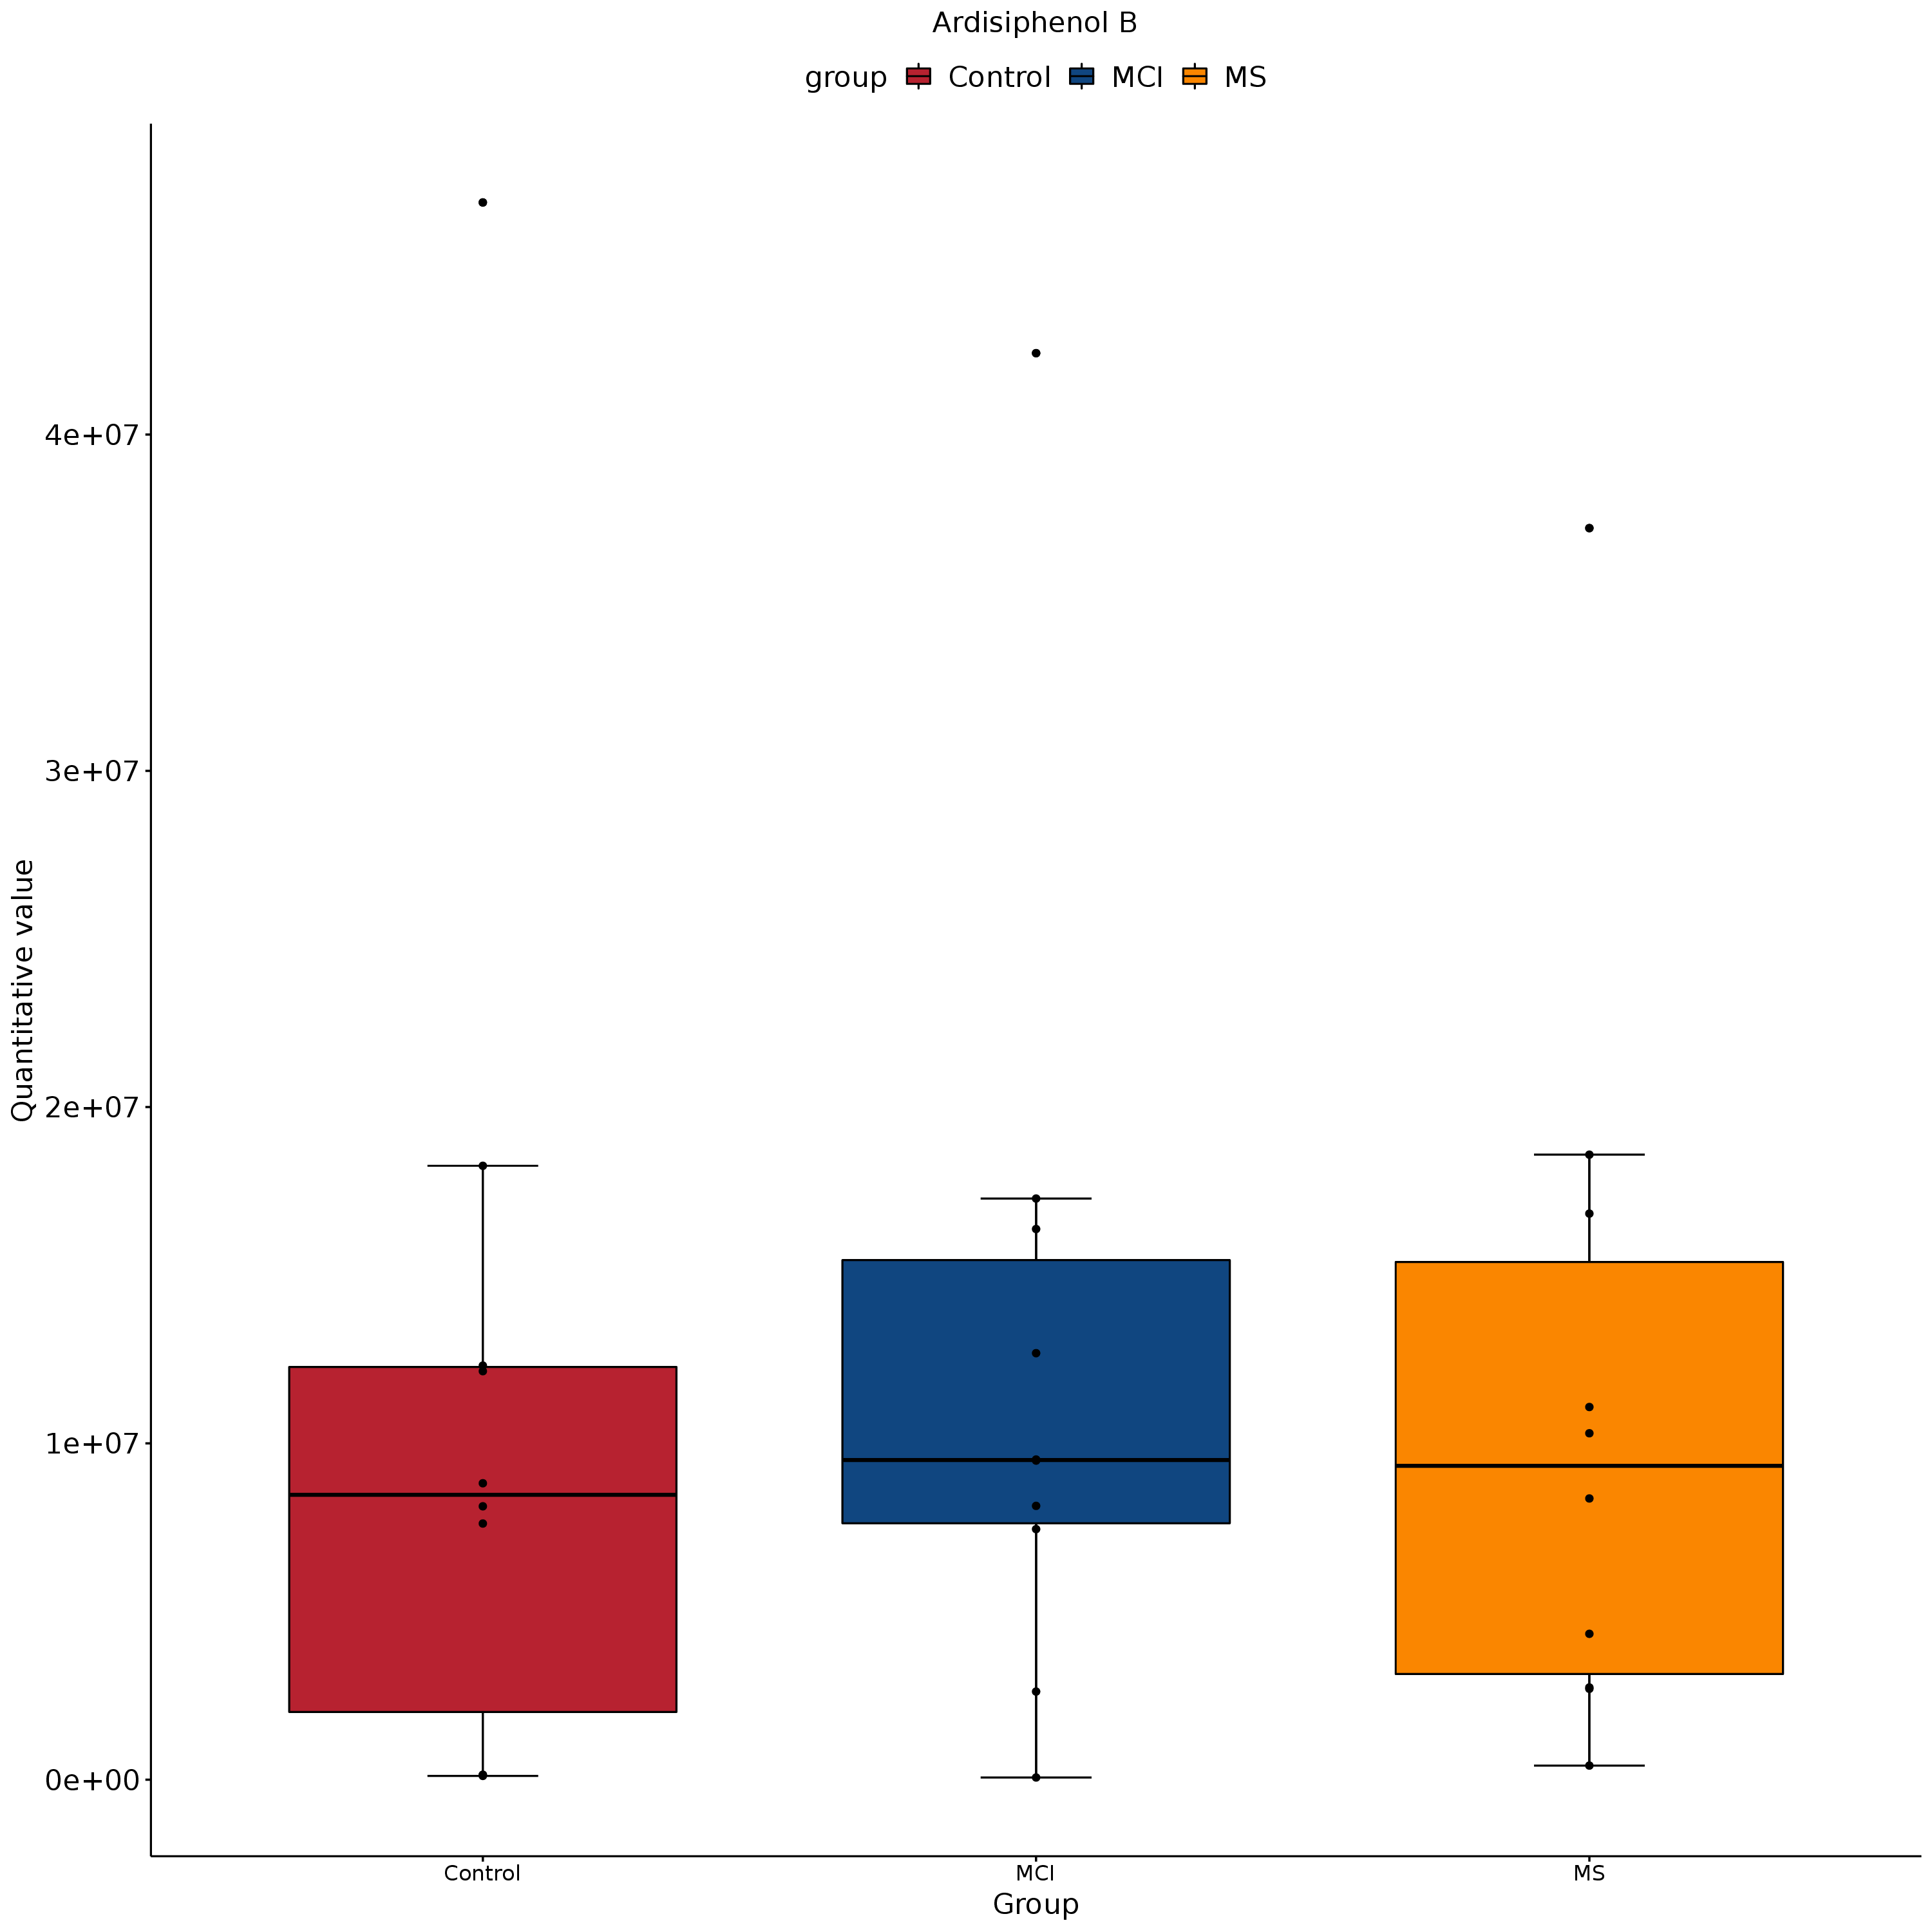 Ardisiphenol B
group Control MCI MS
Quantitative value
4e+07
3e+07
2e+07
1e+07
0e+00
Control MCI MS
Group